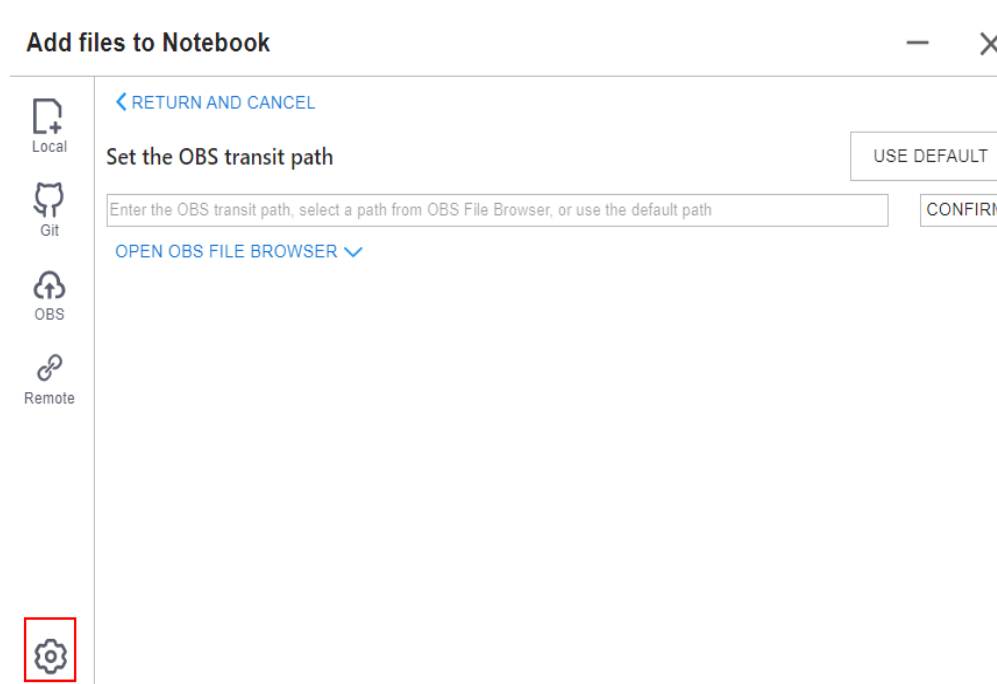 Add files to Notebook
RETURN AND CANCEL
Local
Set the OBS transit path
USE DEFAULT
Enter the OBS transit path, select a path from OBS File Browser, or use the default path
Git
OPEN OBS FILE BROWSER
OBS
Remote